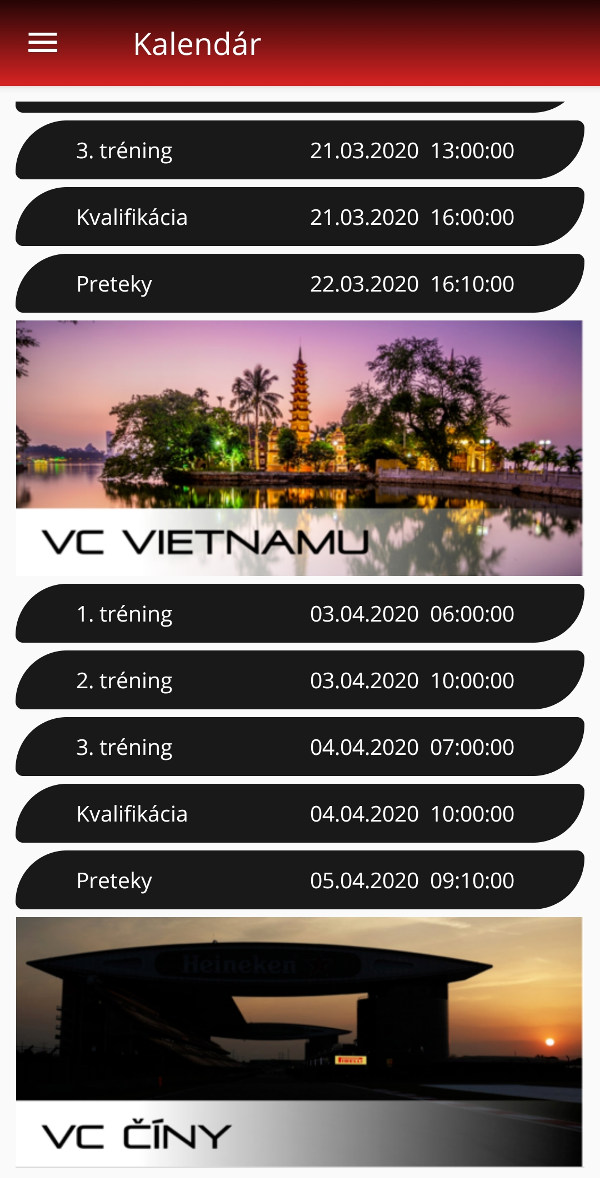 Kalendár
3. tréning 21.03.2020 13:00:00
Kvalifikácia 21.03.2020 16:00:00
Preteky 22.03.2020 16:10:00
VC VIETNAMU
1. tréning 03.04.2020 06:00:00
2. tréning 03.04.2020 10:00:00
3. tréning 04.04.2020 07:00:00
Kvalifikácia 04.04.2020 10:00:00
Preteky 05.04.2020 09:10:00
Heineken
IRELLI
VC ČÍNY